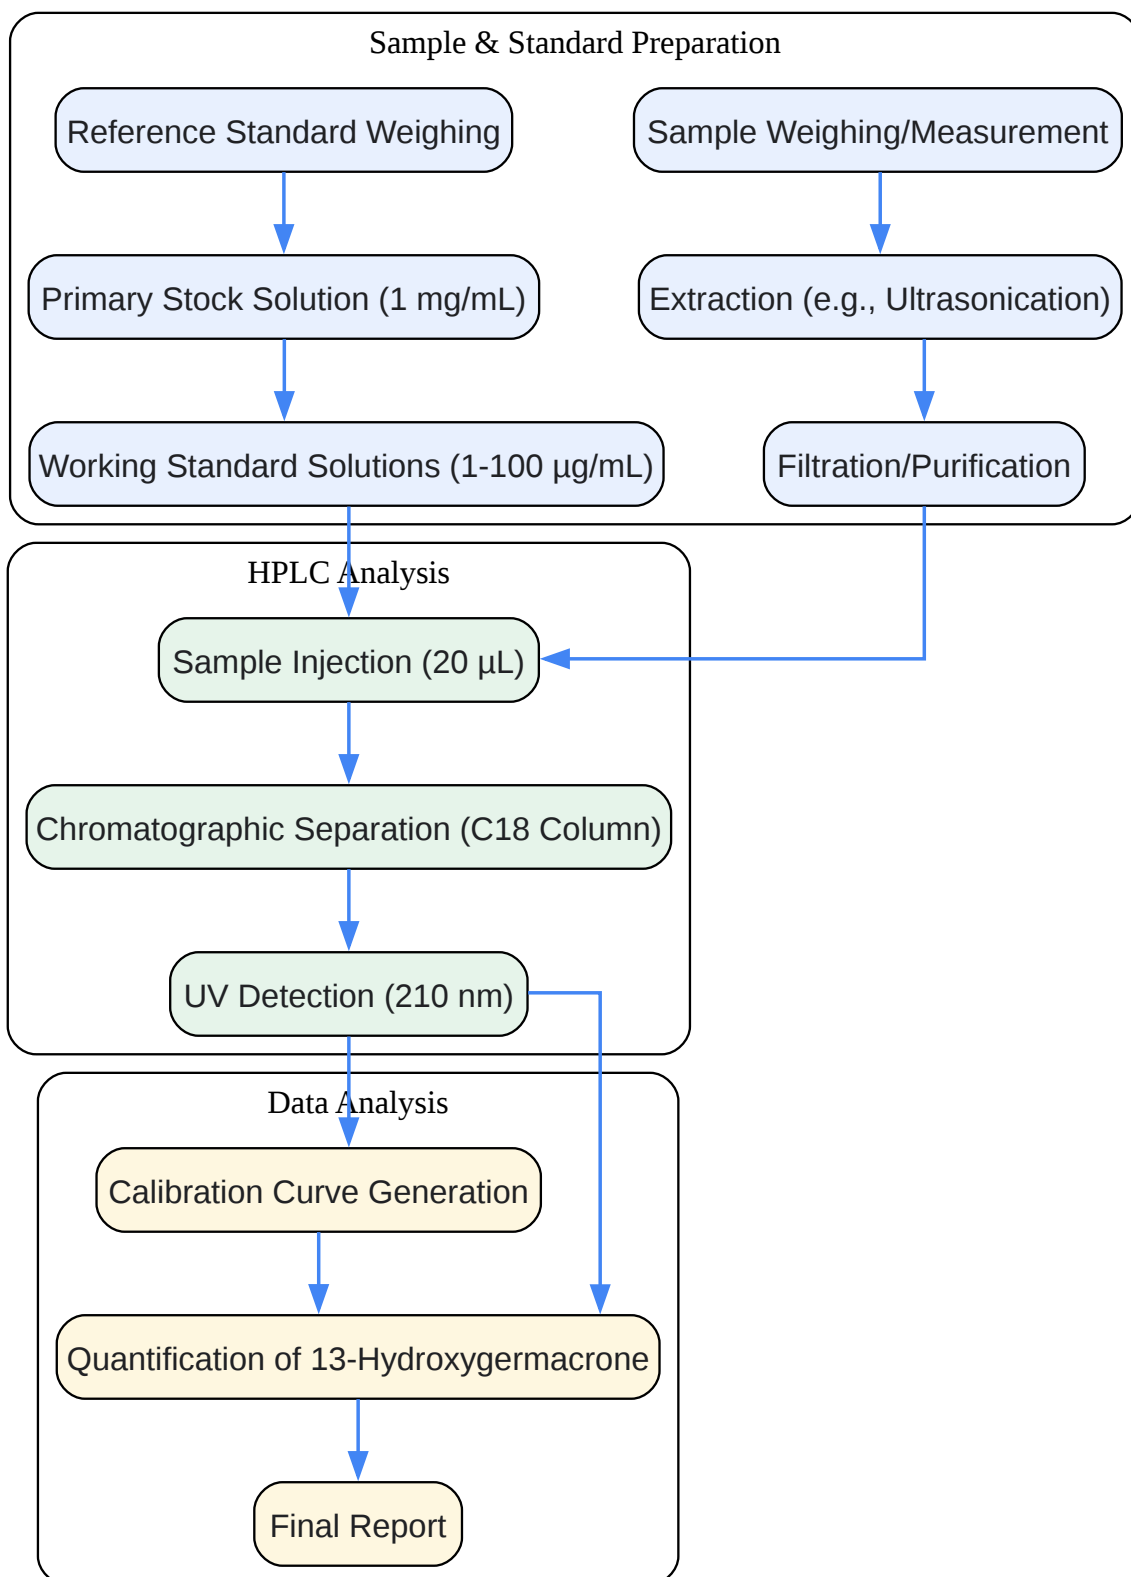 Sample & Standard Preparation
Reference Standard Weighing
Sample Weighing/Measurement
Primary Stock Solution (1 mg/mL)
Extraction (e.g., Ultrasonication)
Working Standard Solutions (1-100 µg/mL)
Filtration/Purification
HPLC Analysis
Sample Injection (20 µL)
Chromatographic Separation (C18 Column)
UV Detection (210 nm)
Data Analysis
Calibration Curve Generation
Quantification of 13-Hydroxygermacrone
Final Report